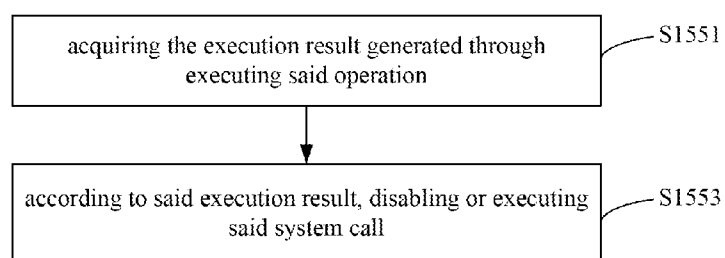 acquiring the execution result generated through
executing said operation
S1551
according to said execution result, disabling or executing
said system call
S1553